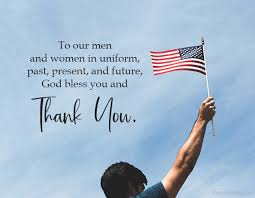 To our men
and women in uniform,
past, present, and future,
God bless you and
Thank You.